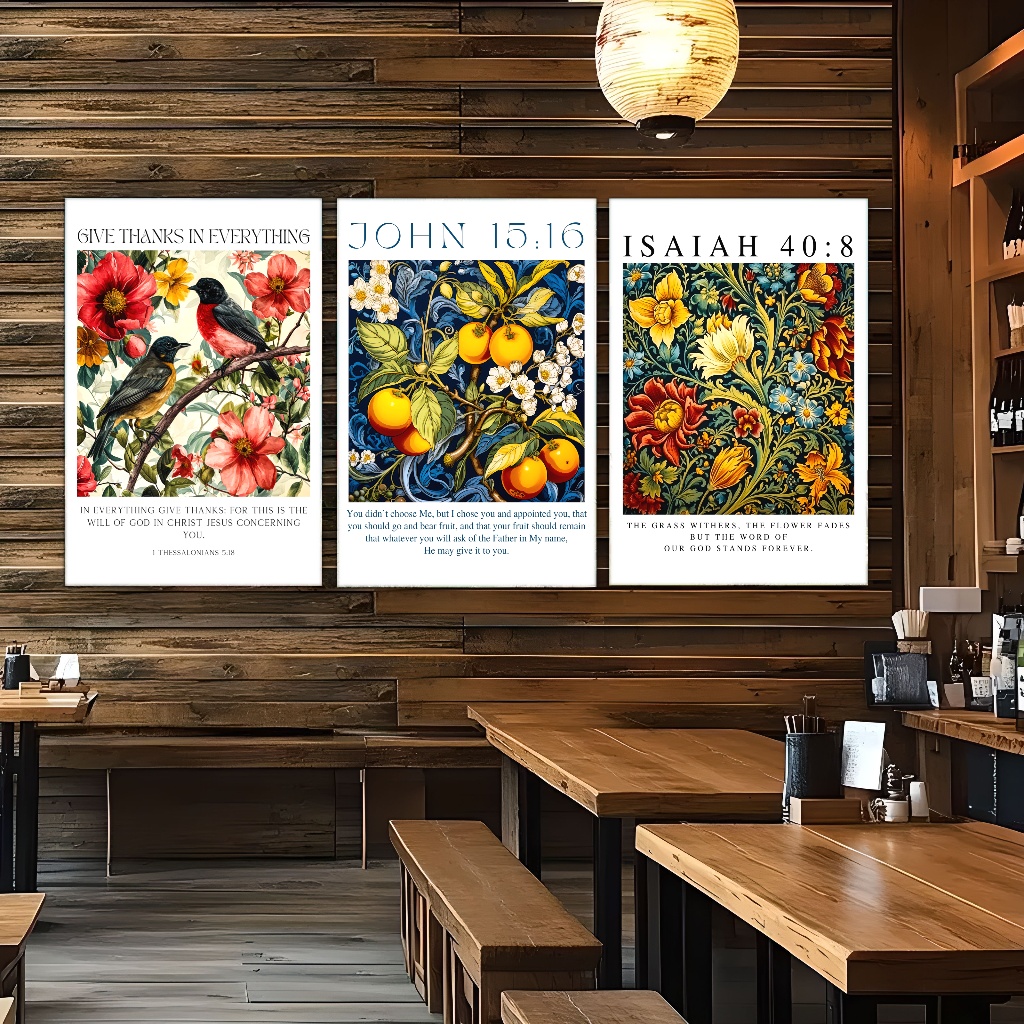 GIVE THANKS IN EVERYTHING
IN EVERYTHING GIVE THANKS: FOR THIS IS THE
WILL OF GOD IN CHRIST JESUS CONCERNING
YOU.
1 THESSALONIANS 5:18
JOHN 15:16
You didn't choose Me, but I chose you and appointed you, that
you should go and bear fruit, and that your fruit should remain
that whatever you will ask of the Father in My name,
He may give it to you.
ISAIAH 40:8
THE GRASS WITHERS, THE FLOWER FADES
BUT THE WORD OF
OUR GOD STANDS FOREVER.